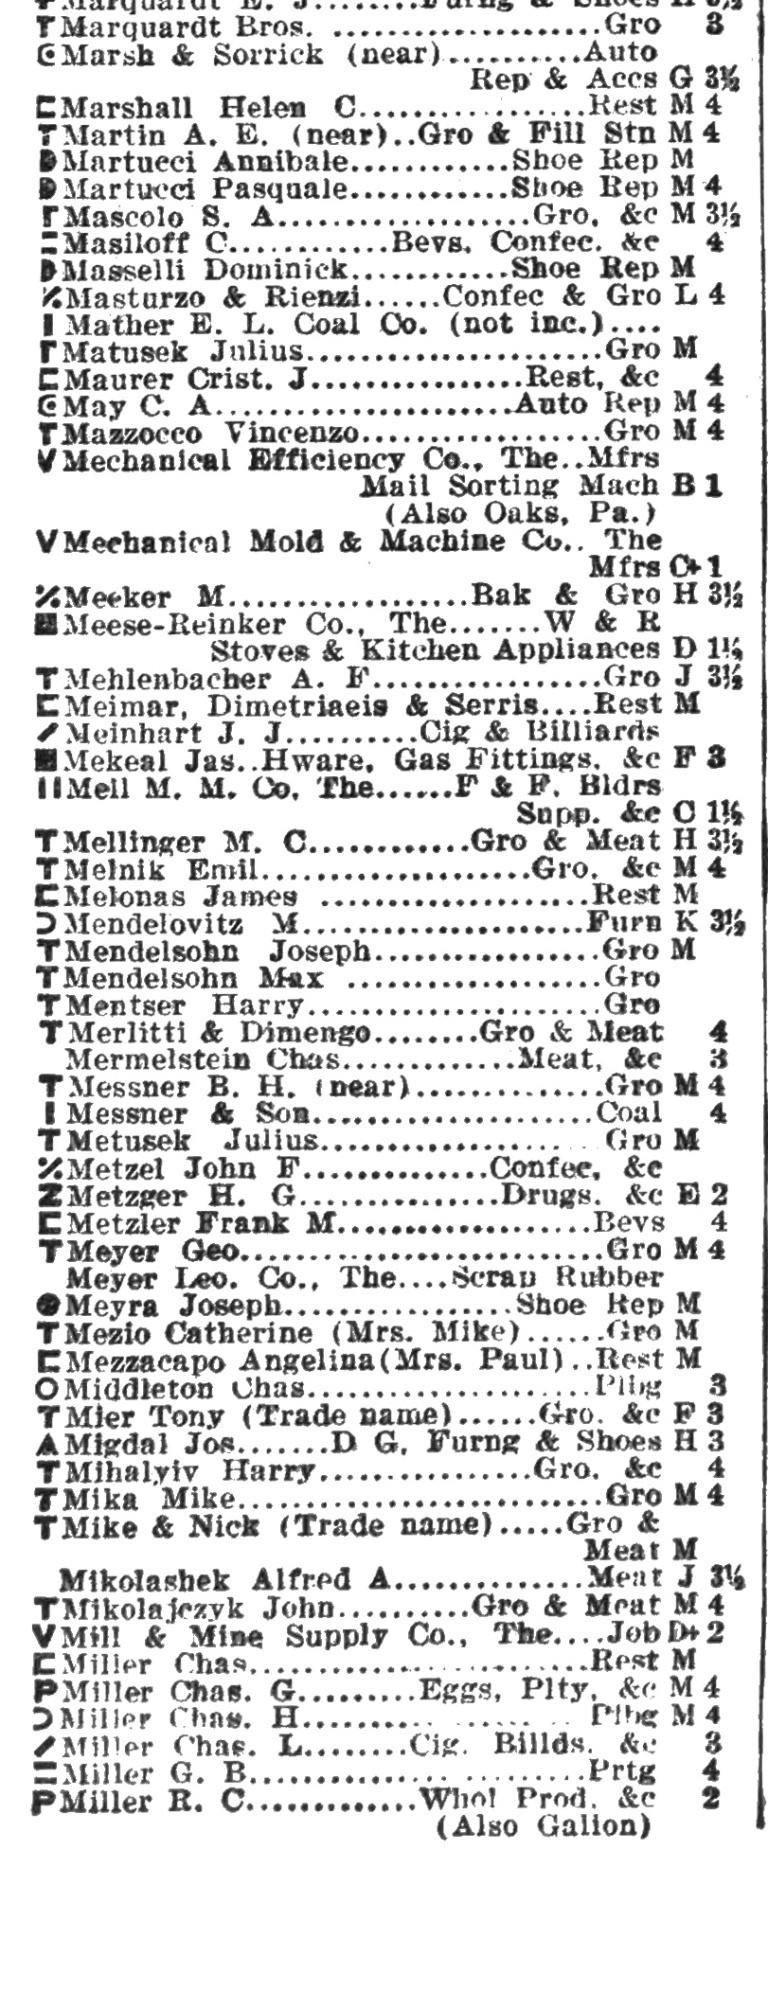 Marquardt E. J........Furng & Shoes H 3½
T Marquardt Bros. ....................Gro 3
Marsh & Sorrick (near)..........Auto
Rep & Accs G 3½
Marshall Helen C.................Rest M 4
T Martin A. E. (near)..Gro & Fill Stn M 4
Martucci Annibale............Shoe Rep M
Martucci Pasquale............Shoe Rep M 4
Mascolo S. A...................Gro, &c M 3½
Masiloff C............Bevs, Confec. &c 4
Masselli Dominick............Shoe Rep M
Masturzo & Rienzi......Confec & Gro L 4
Mather E. L. Coal Co. (not inc.)....
Matusek Julius......................Gro M
Maurer Crist. J................Rest, &c 4
May C. A.......................Auto Rep M 4
T Mazzocco Vincenzo..................Gro M 4
V Mechanical Efficiency Co., The..Mfrs
Mail Sorting Mach B 1
(Also Oaks, Pa.)
V Mechanical Mold & Machine Co., The
Mfrs C+ 1
Meeker M..................Bak & Gro H 3½
Meese-Reinker Co., The.......W & R
Stoves & Kitchen Appliances D 1½
T Mehlenbacher A. F.................Gro J 3½
Meimar, Dimetriaeis & Serris....Rest M
Meinhart J. J..........Cig & Billiards
Mekeal Jas..Hware, Gas Fittings, &c F 3
Mell M. M. Co, The......F & F. Bldrs
Supp. &c C 1½
T Mellinger M. C............Gro & Meat H 3½
T Melnik Emil....................Gro, &c M 4
Melonas James ....................Rest M
Mendelovitz M......................Furn K 3½
T Mendelsohn Joseph.................Gro M
T Mendelsohn Max ...................Gro
T Mentser Harry......................Gro
T Merlitti & Dimengo........Gro & Meat 4
Mermelstein Chas.............Meat, &c 3
T Messner B. H. (near)..............Gro M 4
Messner & Son.....................Coal 4
T Metusek Julius.....................Gro M
Metzel John F..............Confec, &c
Z Metzger H. G...............Drugs. &c E 2
Metzler Frank M...................Bevs 4
T Meyer Geo...........................Gro M 4
Meyer Leo. Co., The....Scrap Rubber
Meyra Joseph.................Shoe Rep M
T Mezio Catherine (Mrs. Mike)......Gro M
Mezzacapo Angelina (Mrs. Paul)..Rest M
O Middleton Chas.....................Plbg 3
T Mier Tony (Trade name)......Gro. &c F 3
Migdal Jos.......D G, Furng & Shoes H 3
T Mihalyiv Harry................Gro, &c 4
T Mika Mike...........................Gro M 4
T Mike & Nick (Trade name).....Gro &
Meat M
Mikolashek Alfred A..............Meat J 3½
T Mikolajczyk John..........Gro & Meat M 4
V Mill & Mine Supply Co., The....Job D+ 2
Miller Chas.........................Rest M
P Miller Chas. G.........Eggs, Plty, &c M 4
Miller Chas. H......................Plbg M 4
Miller Chas. L........Cig. Billds. &c 3
Miller G. B.........................Prtg 4
P Miller R. C.............Whol Prod. &c 2
(Also Galion)